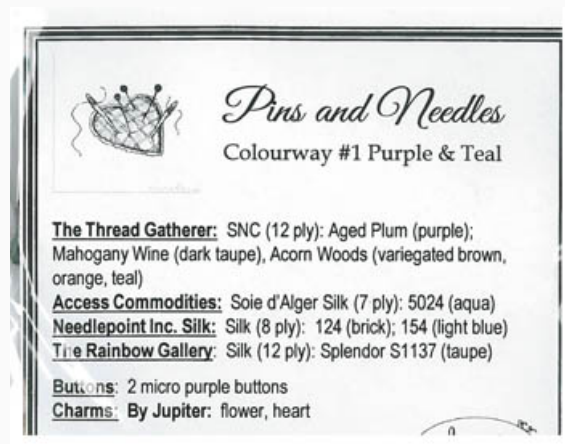 Pins and Needles
Colourway #1 Purple & Teal
The Thread Gatherer: SNC (12 ply): Aged Plum (purple);
Mahogany Wine (dark taupe), Acorn Woods (variegated brown,
orange, teal)
Access Commodities: Soie d'Alger Silk (7 ply): 5024 (aqua)
Needlepoint Inc. Silk: Silk (8 ply): 124 (brick); 154 (light blue)
The Rainbow Gallery: Silk (12 ply): Splendor S1137 (taupe)
Buttons: 2 micro purple buttons
Charms: By Jupiter: flower, heart